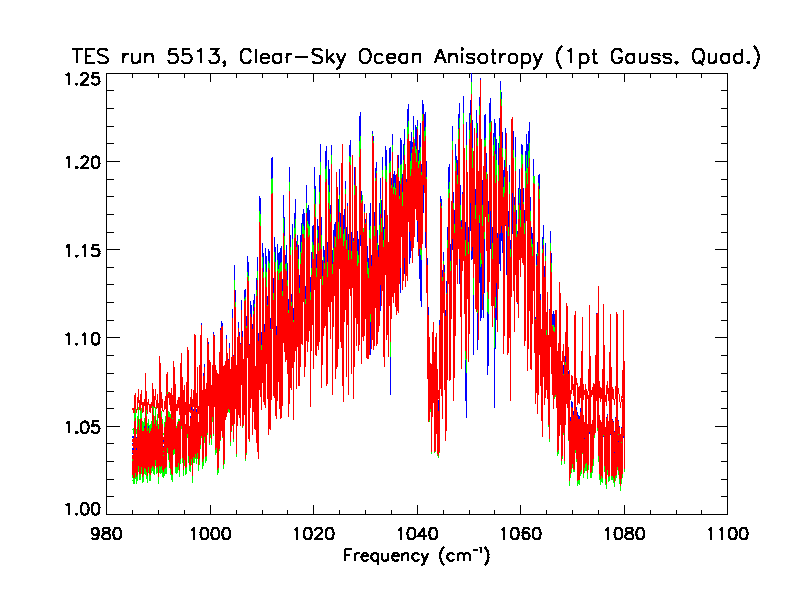 TES run 5513, Clear-Sky Ocean Anisotropy (1pt Gauss. Quad.)
1.25
1.20
1.15
1.10
1.05
1.00
980 1000 1020 1040 1060 1080 1100
Frequency (cm⁻¹)